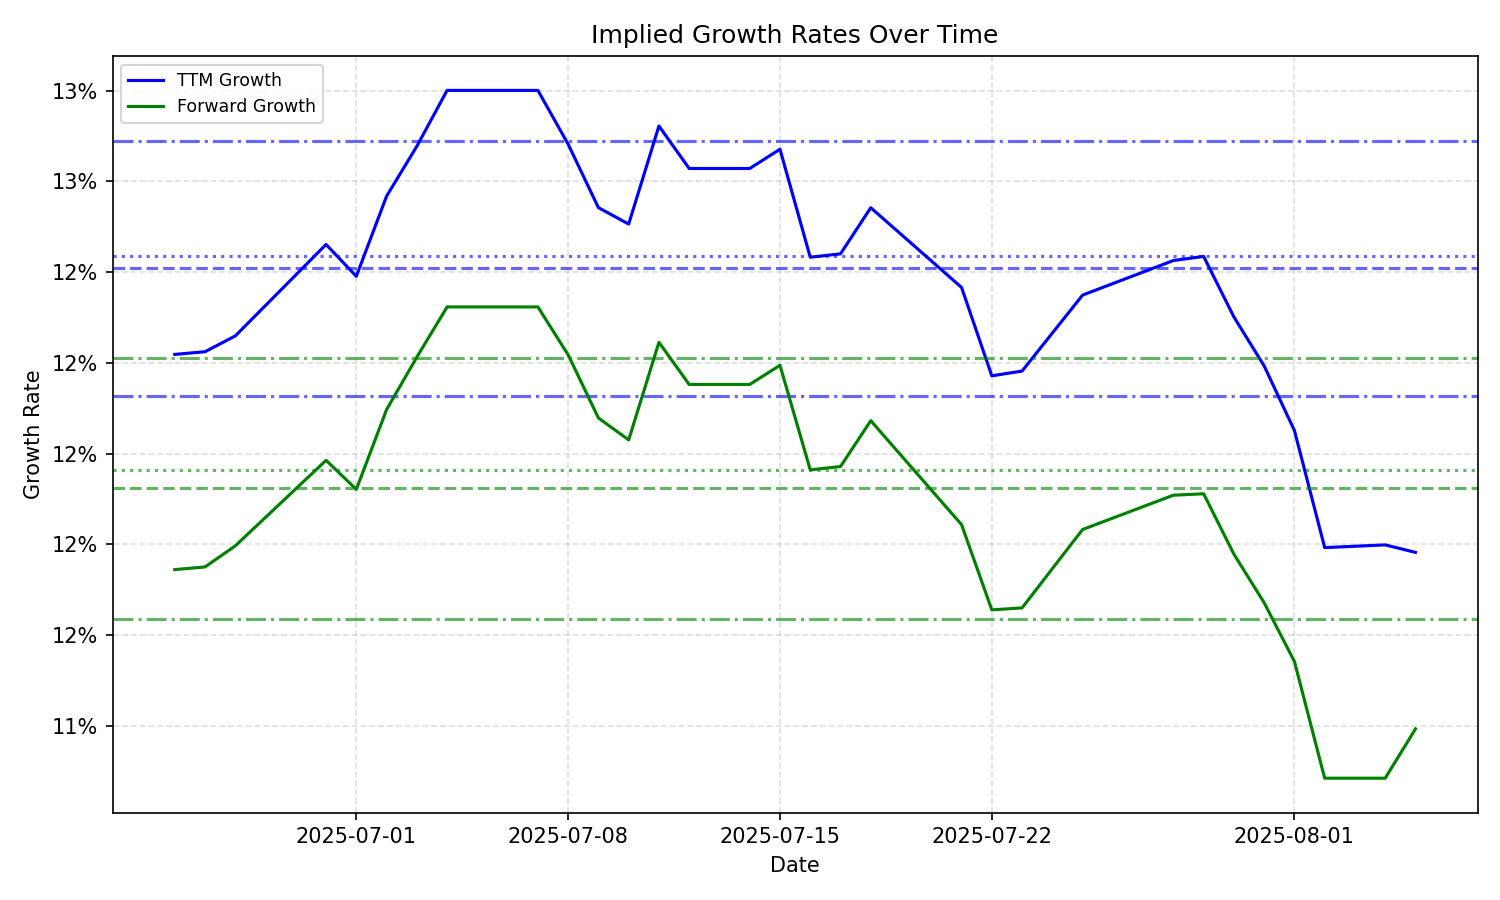 Implied Growth Rates Over Time
TTM Growth
Forward Growth
13%
13%
12%
12%
12%
12%
12%
11%
Growth Rate
2025-07-01
2025-07-08
2025-07-15
2025-07-22
2025-08-01
Date